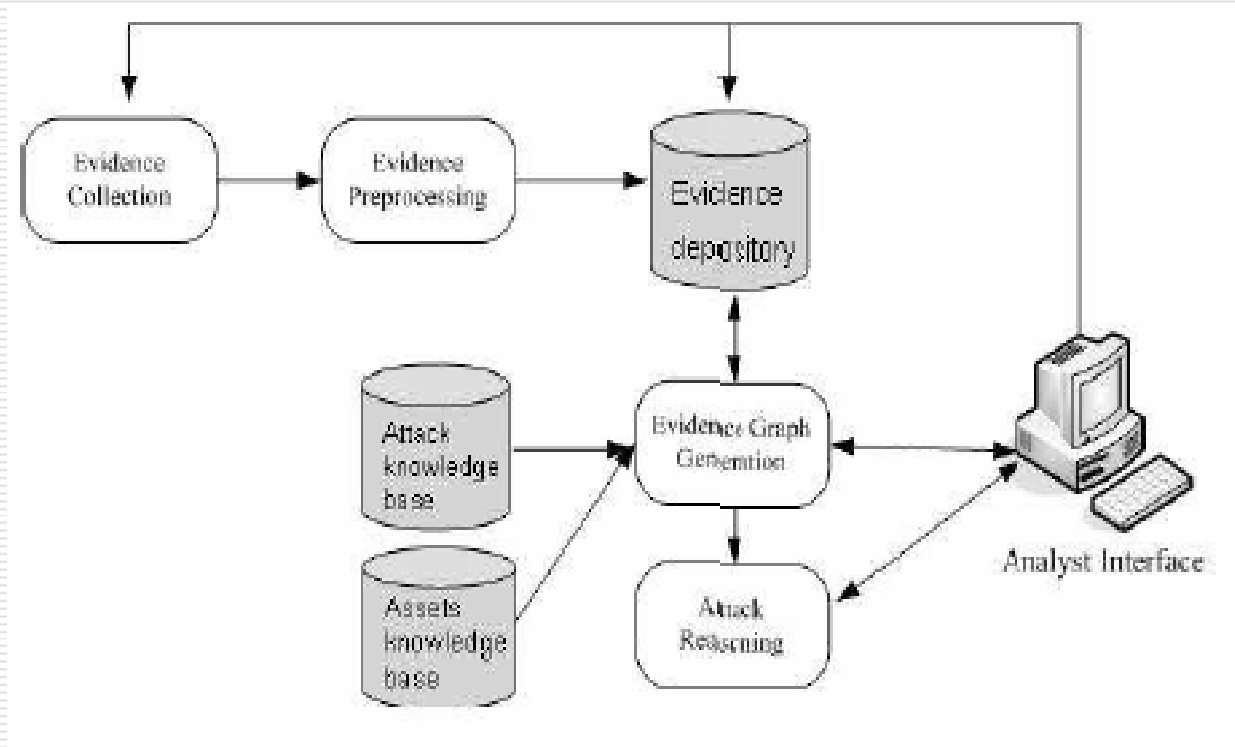 Evidence
Collection
Evidence
Preprocessing
Evidence
depository
Attack
knowledge
base
Evidence Graph
Generation
Analyst Interface
Assets
knowledge
base
Attack
Reasoning